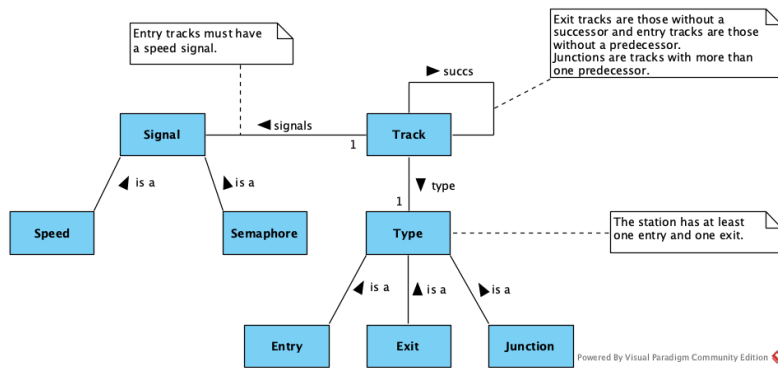 Entry tracks must have
a speed signal.
Exit tracks are those without a
successor and entry tracks are those
without a predecessor.
Junctions are tracks with more than
one predecessor.
succs
Signal
signals
1
Track
is a
is a
type
1
Speed
Semaphore
Type
The station has at least
one entry and one exit.
is a
is a
is a
Entry
Exit
Junction
Powered By Visual Paradigm Community Edition